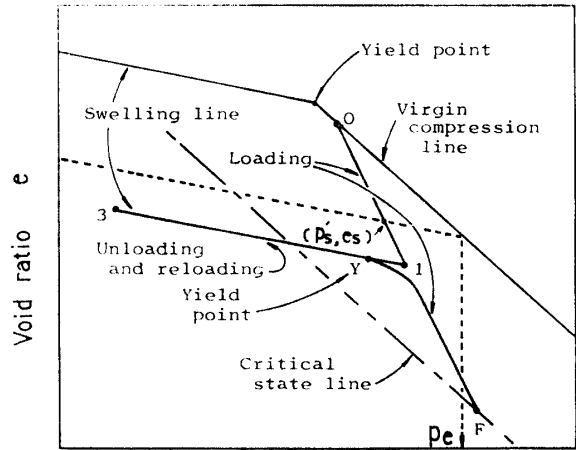 Yield point
O
Swelling line
Virgin
compression
line
Loading
3
(p's, es)
Unloading
and reloading
Y
1
Yield
point
Critical
state line
pe
F
Void ratio e